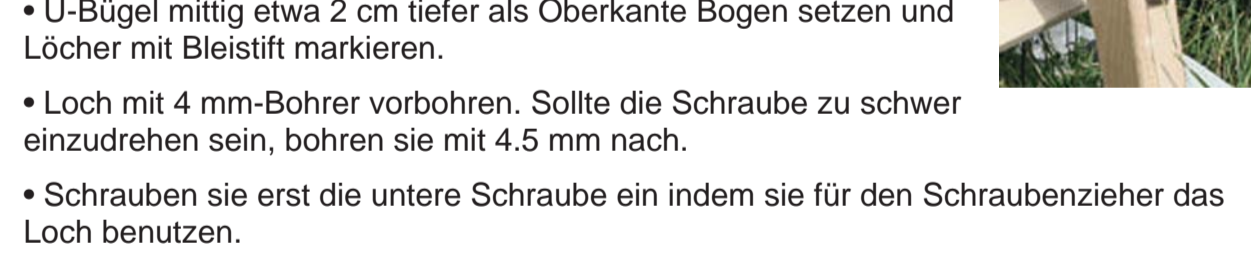 • U-Bügel mittig etwa 2 cm tiefer als Oberkante Bogen setzen und
Löcher mit Bleistift markieren.
• Loch mit 4 mm-Bohrer vorbohren. Sollte die Schraube zu schwer
einzudrehen sein, bohren sie mit 4.5 mm nach.
• Schrauben sie erst die untere Schraube ein indem sie für den Schraubenzieher das
Loch benutzen.